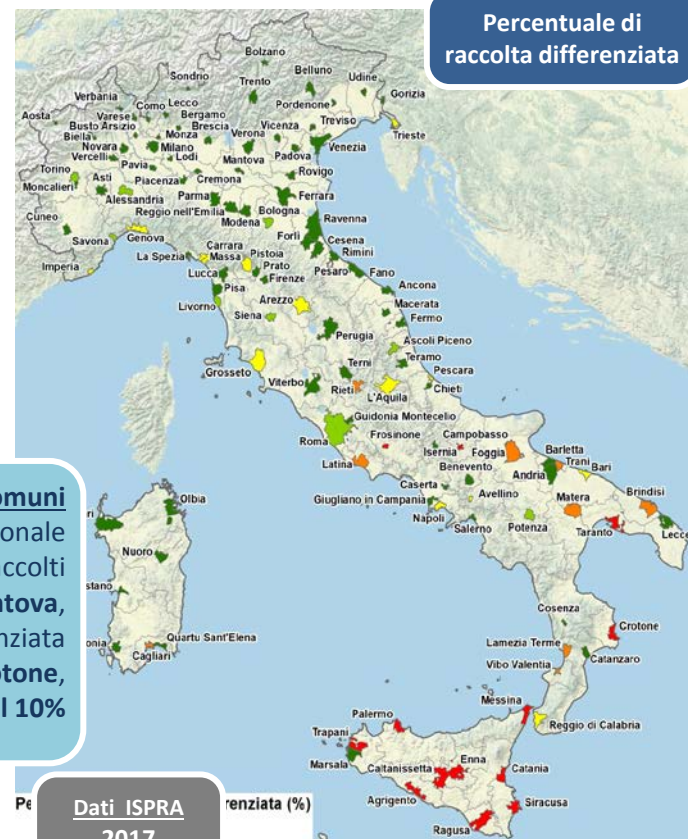 Percentuale di
raccolta differenziata
Bolzano
Sondrio
Trento
Belluno
Udine
Gorizia
Verbania
Como
Lecco
Pordenone
Aosta
Varese
Bergamo
Treviso
Trieste
Busto Arsizio
Monza
Brescia
Verona
Vicenza
Biella
Novara
Milano
Venezia
Vercelli
Lodi
Mantova
Padova
Torino
Pavia
Rovigo
Moncalieri
Asti
Piacenza
Cremona
Alessandria
Parma
Ferrara
Cuneo
Reggio nell'Emilia
Bologna
Modena
Ravenna
Savona
Genova
Forlì
Cesena
Carrara
Pistoia
Rimini
Imperia
La Spezia
Massa
Prato
Lucca
Firenze
Pesaro
Fano
Pisa
Ancona
Arezzo
Macerata
Livorno
Fermo
Siena
Perugia
Ascoli Piceno
Terni
Teramo
Grosseto
Pescara
Viterbo
Rieti
L'Aquila
Chieti
Guidonia Montecelio
Roma
Frosinone
Campobasso
Isernia
Foggia
Barletta
Latina
Benevento
Trani
Bari
Caserta
Andria
Giugliano in Campania
Avellino
Matera
Brindisi
Napoli
Salerno
Potenza
Taranto
Lecce
omuni
onale
accolti
ntova,
nziata
otone,
l 10%
ri
Olbia
Nuoro
stano
onia
Quartu Sant'Elena
Cagliari
Cosenza
Crotone
Lamezia Terme
Catanzaro
Vibo Valentia
Messina
Reggio di Calabria
Palermo
Trapani
Marsala
Caltanissetta
Enna
Catania
Agrigento
Siracusa
Ragusa
Pe
renziata (%)
Dati ISPRA
2017